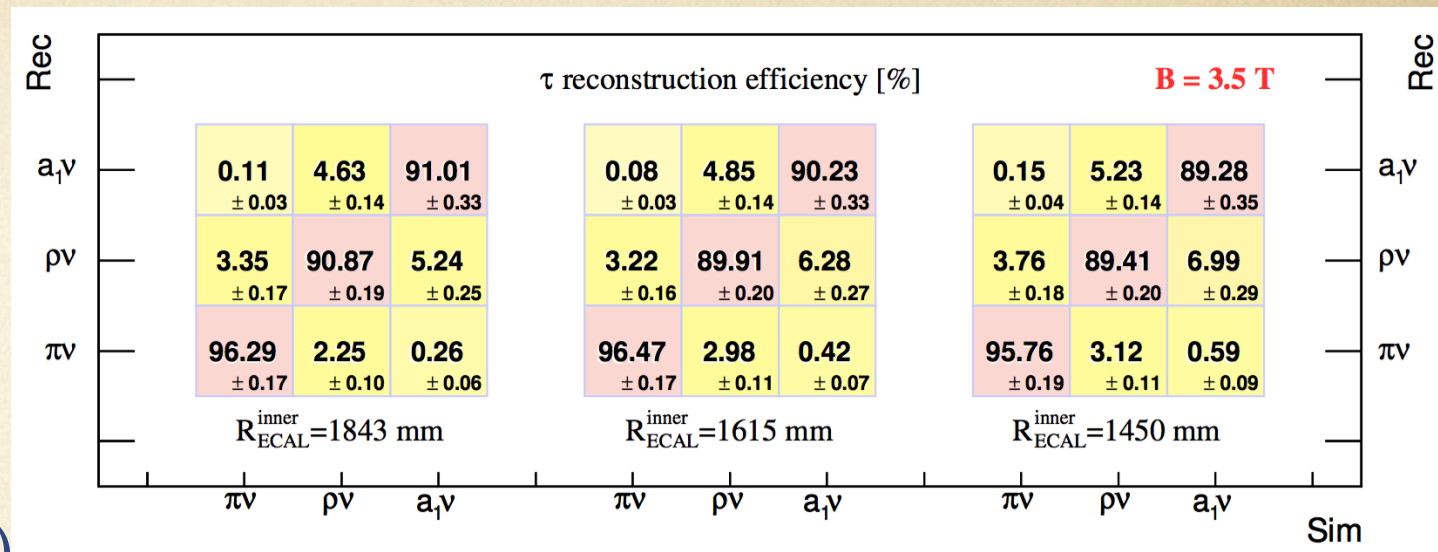 Rec
Rec
τ reconstruction efficiency [%]
B = 3.5 T
a₁ν
0.11 4.63 91.01 0.08 4.85 90.23 0.15 5.23 89.28
a₁ν
± 0.03 ± 0.14 ± 0.33 ± 0.03 ± 0.14 ± 0.33 ± 0.04 ± 0.14 ± 0.35
ρν
3.35 90.87 5.24 3.22 89.91 6.28 3.76 89.41 6.99
ρν
± 0.17 ± 0.19 ± 0.25 ± 0.16 ± 0.20 ± 0.27 ± 0.18 ± 0.20 ± 0.29
πν
96.29 2.25 0.26 96.47 2.98 0.42 95.76 3.12 0.59
πν
± 0.17 ± 0.10 ± 0.06 ± 0.17 ± 0.11 ± 0.07 ± 0.19 ± 0.11 ± 0.09
R_ECAL^inner=1843 mm
R_ECAL^inner=1615 mm
R_ECAL^inner=1450 mm
πν ρν a₁ν πν ρν a₁ν πν ρν a₁ν
Sim